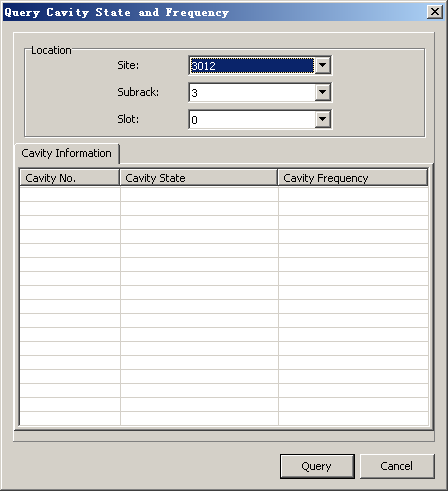 Query Cavity State and Frequency
Location
Site: 3012
Subrack: 3
Slot: 0
Cavity Information
Cavity No. Cavity State Cavity Frequency
Query Cancel